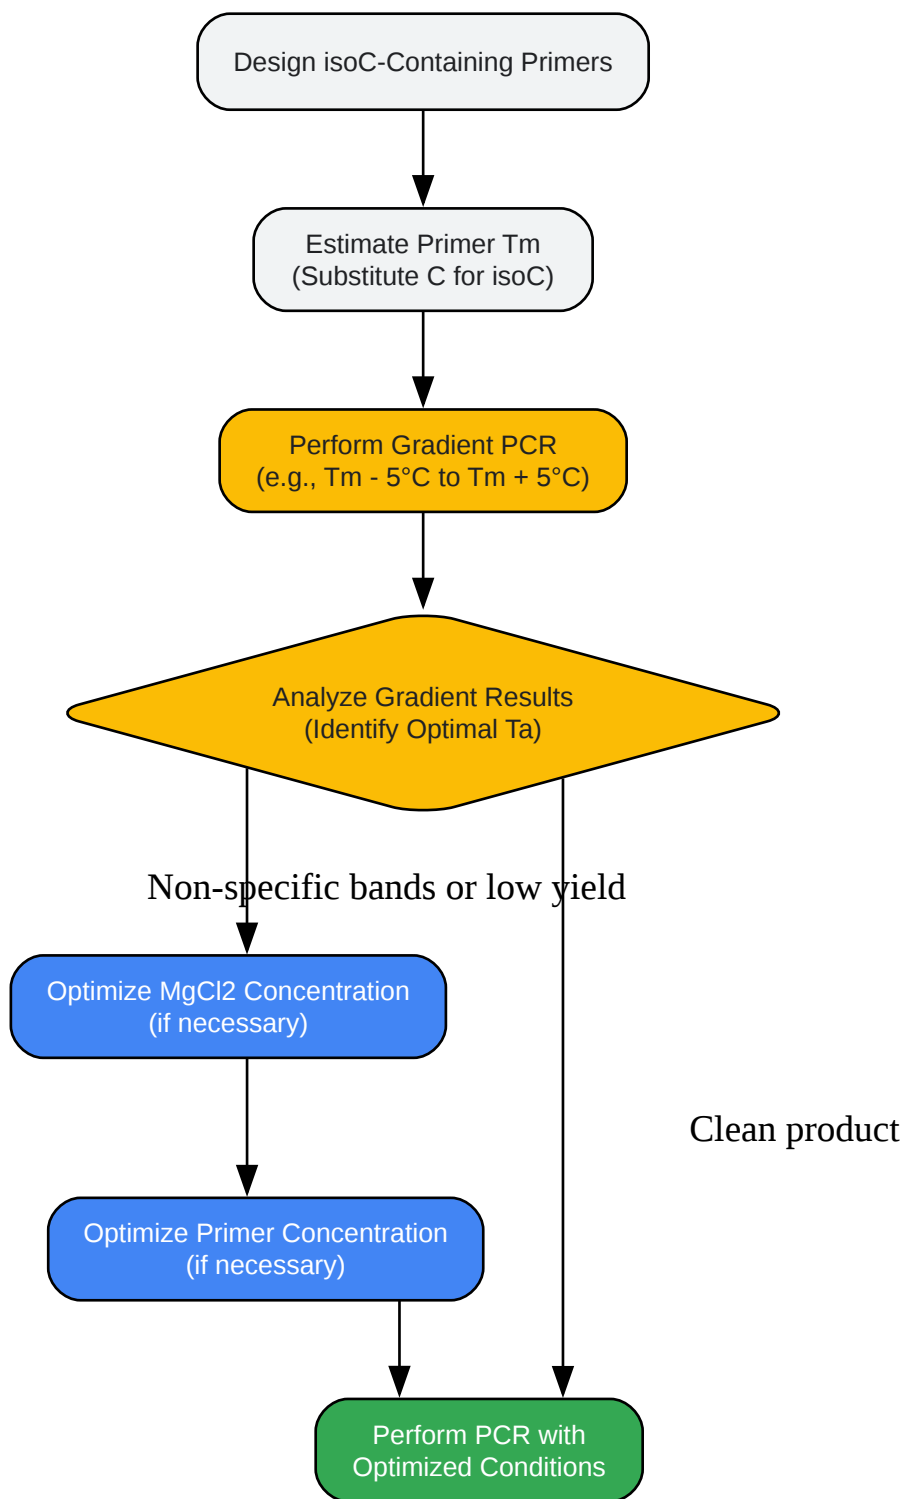 Design isoC-Containing Primers
Estimate Primer Tm
(Substitute C for isoC)
Perform Gradient PCR
(e.g., Tm - 5°C to Tm + 5°C)
Analyze Gradient Results
(Identify Optimal Ta)
Non-specific bands or low yield
Optimize MgCl2 Concentration
(if necessary)
Clean product
Optimize Primer Concentration
(if necessary)
Perform PCR with
Optimized Conditions